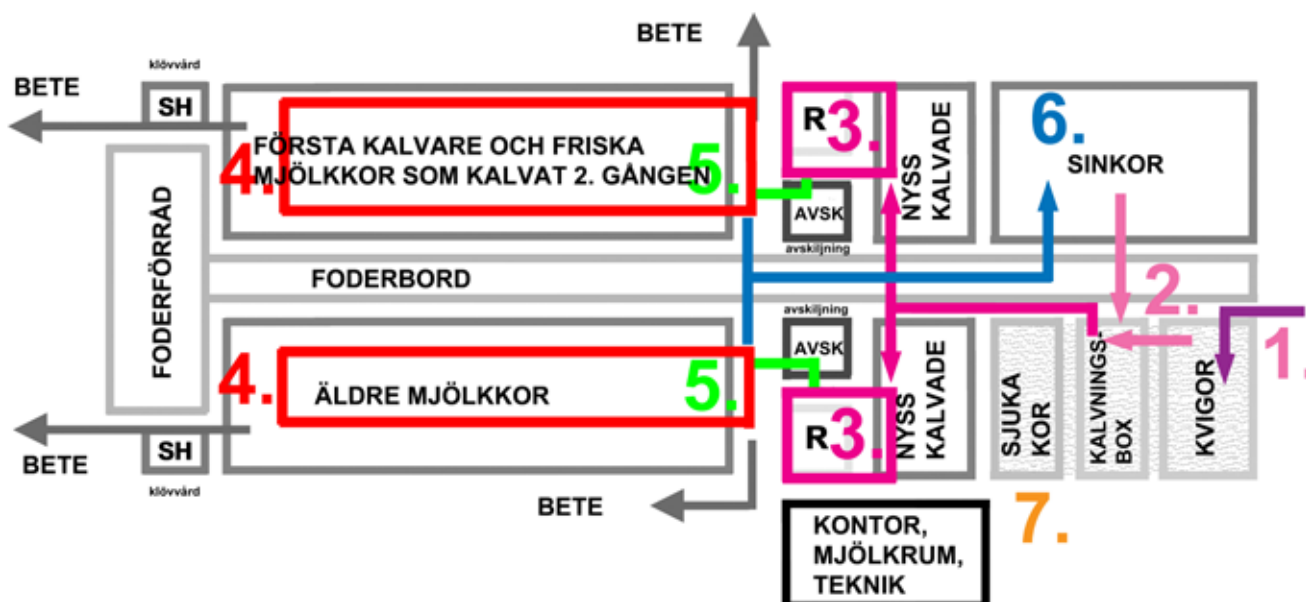 BETE
klövvård
BETE
SH
R
3.
NYSS
KALVADE
6.
SINKOR
4.
FÖRSTA KALVARE OCH FRISKA
MJÖLKKOR SOM KALVAT 2. GÅNGEN
5.
AVSK
avskiljning
FODERFÖRRÅD
FODERBORD
2.
1.
avskiljning
AVSK
4.
ÄLDRE MJÖLKKOR
5.
R
3.
NYSS
KALVADE
SJUKA
KOR
KALVNINGS-
BOX
KVIGOR
BETE
SH
klövvård
BETE
7.
KONTOR,
MJÖLKRUM,
TEKNIK